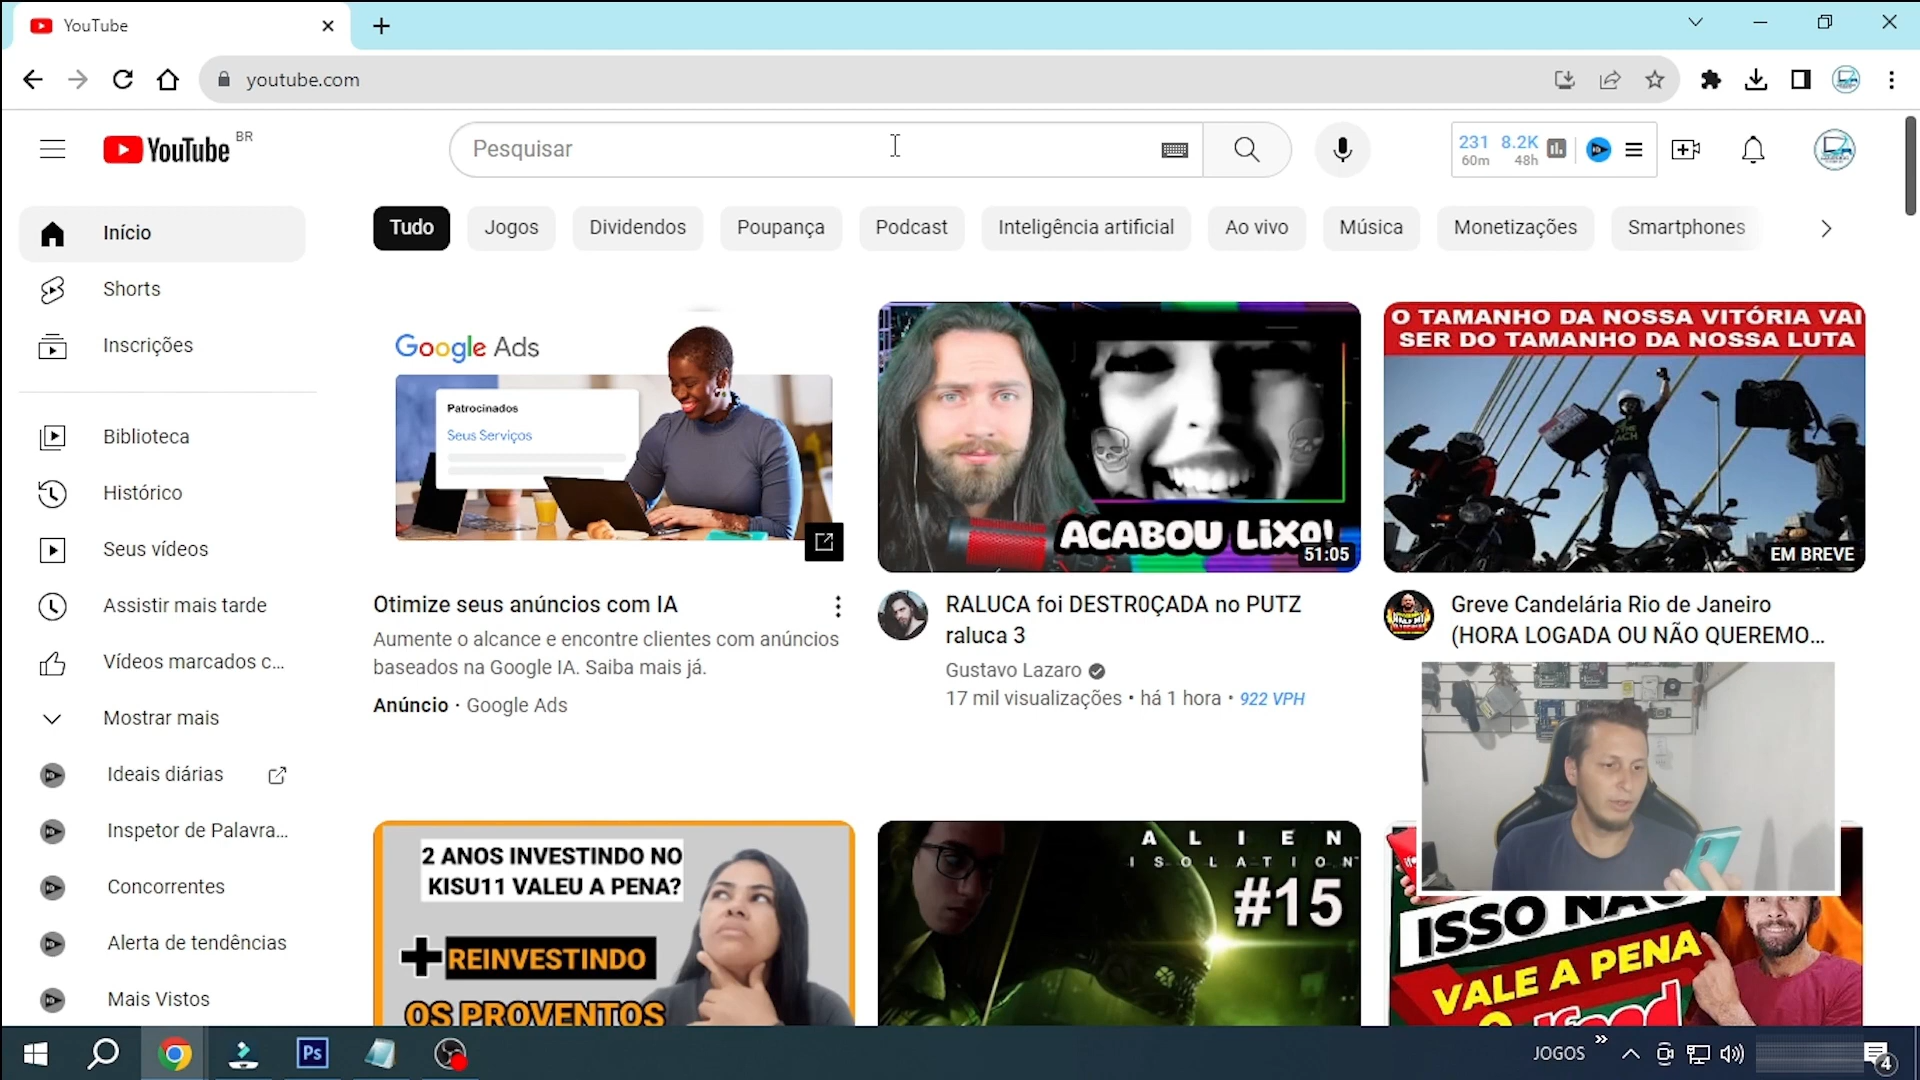 YouTube
youtube.com
YouTube BR
Pesquisar
231 8.2K
60m 48h
Início
Shorts
Inscrições
Biblioteca
Histórico
Seus vídeos
Assistir mais tarde
Vídeos marcados c...
Mostrar mais
Ideais diárias
Inspetor de Palavra...
Concorrentes
Alerta de tendências
Mais Vistos
Tudo Jogos Dividendos Poupança Podcast Inteligência artificial Ao vivo Música Monetizações Smartphones
Google Ads
Patrocinados
Seus Serviços
Otimize seus anúncios com IA
Aumente o alcance e encontre clientes com anúncios
baseados na Google IA. Saiba mais já.
Anúncio · Google Ads
ACABOU LiXO!
51:05
RALUCA foi DESTR0ÇADA no PUTZ
raluca 3
Gustavo Lazaro
17 mil visualizações • há 1 hora • 922 VPH
O TAMANHO DA NOSSA VITÓRIA VAI
SER DO TAMANHO DA NOSSA LUTA
EM BREVE
Greve Candelária Rio de Janeiro
(HORA LOGADA OU NÃO QUEREMO...
2 ANOS INVESTINDO NO
KISU11 VALEU A PENA?
+ REINVESTINDO
OS PROVENTOS
ALIEN
ISOLATION
#15
ISSO
VALE A PENA
O ifood
Ps
JOGOS
4